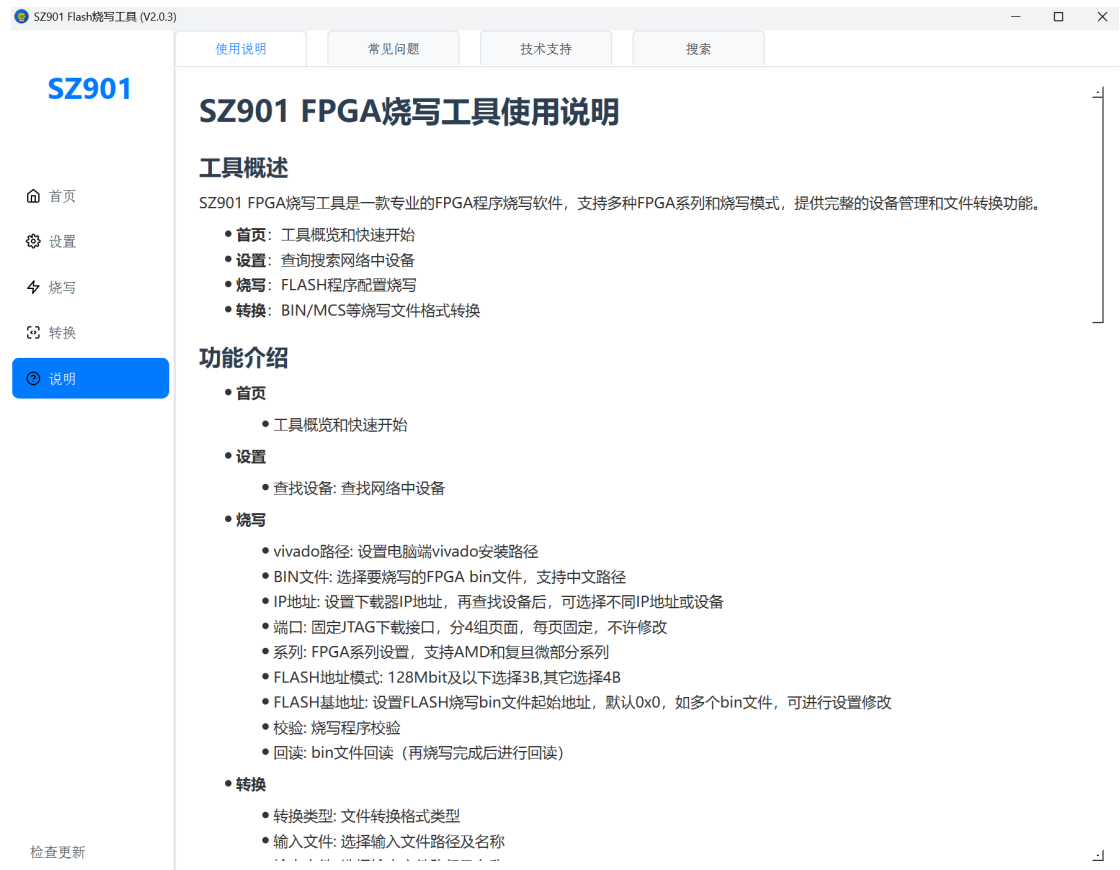 SZ901 Flash烧写工具 (V2.0.3)
使用说明
常见问题
技术支持
搜索
SZ901
首页
设置
烧写
转换
说明
检查更新
SZ901 FPGA烧写工具使用说明
工具概述
SZ901 FPGA烧写工具是一款专业的FPGA程序烧写软件，支持多种FPGA系列和烧写模式，提供完整的设备管理和文件转换功能。
首页：工具概览和快速开始
设置：查询搜索网络中设备
烧写：FLASH程序配置烧写
转换：BIN/MCS等烧写文件格式转换
功能介绍
首页
工具概览和快速开始
设置
查找设备: 查找网络中设备
烧写
vivado路径: 设置电脑端vivado安装路径
BIN文件: 选择要烧写的FPGA bin文件，支持中文路径
IP地址: 设置下载器IP地址，再查找设备后，可选择不同IP地址或设备
端口: 固定JTAG下载接口，分4组页面，每页固定，不许修改
系列: FPGA系列设置，支持AMD和复旦微部分系列
FLASH地址模式: 128Mbit及以下选择3B,其它选择4B
FLASH基地址: 设置FLASH烧写bin文件起始地址，默认0x0，如多个bin文件，可进行设置修改
校验: 烧写程序校验
回读: bin文件回读（再烧写完成后进行回读）
转换
转换类型: 文件转换格式类型
输入文件: 选择输入文件路径及名称